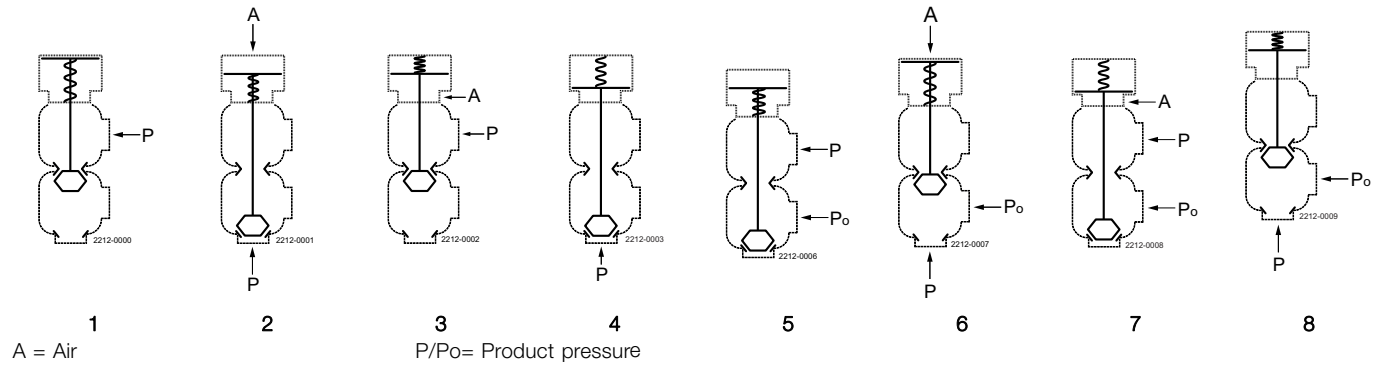 A
A
A
P
P
P
P
A
A
P
Po
Po
Po
Po
2212-0000
2212-0001
2212-0002
2212-0003
2212-0006
2212-0007
2212-0008
2212-0009
P
P
P
P
1
2
3
4
5
6
7
8
A = Air
P/Po= Product pressure